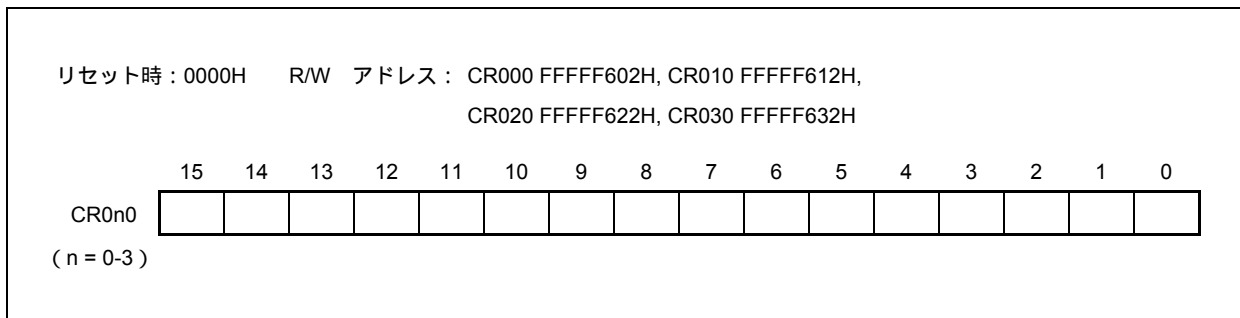 リセット時：0000H R/W アドレス： CR000 FFFFF602H, CR010 FFFFF612H,
CR020 FFFFF622H, CR030 FFFFF632H
15 14 13 12 11 10 9 8 7 6 5 4 3 2 1 0
CR0n0
（n = 0-3）